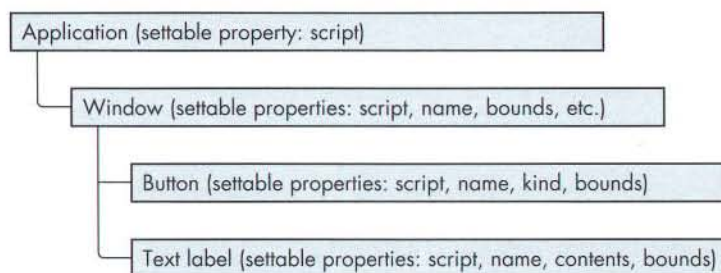 Application (settable property: script)
Window (settable properties: script, name, bounds, etc.)
Button (settable properties: script, name, kind, bounds)
Text label (settable properties: script, name, contents, bounds)